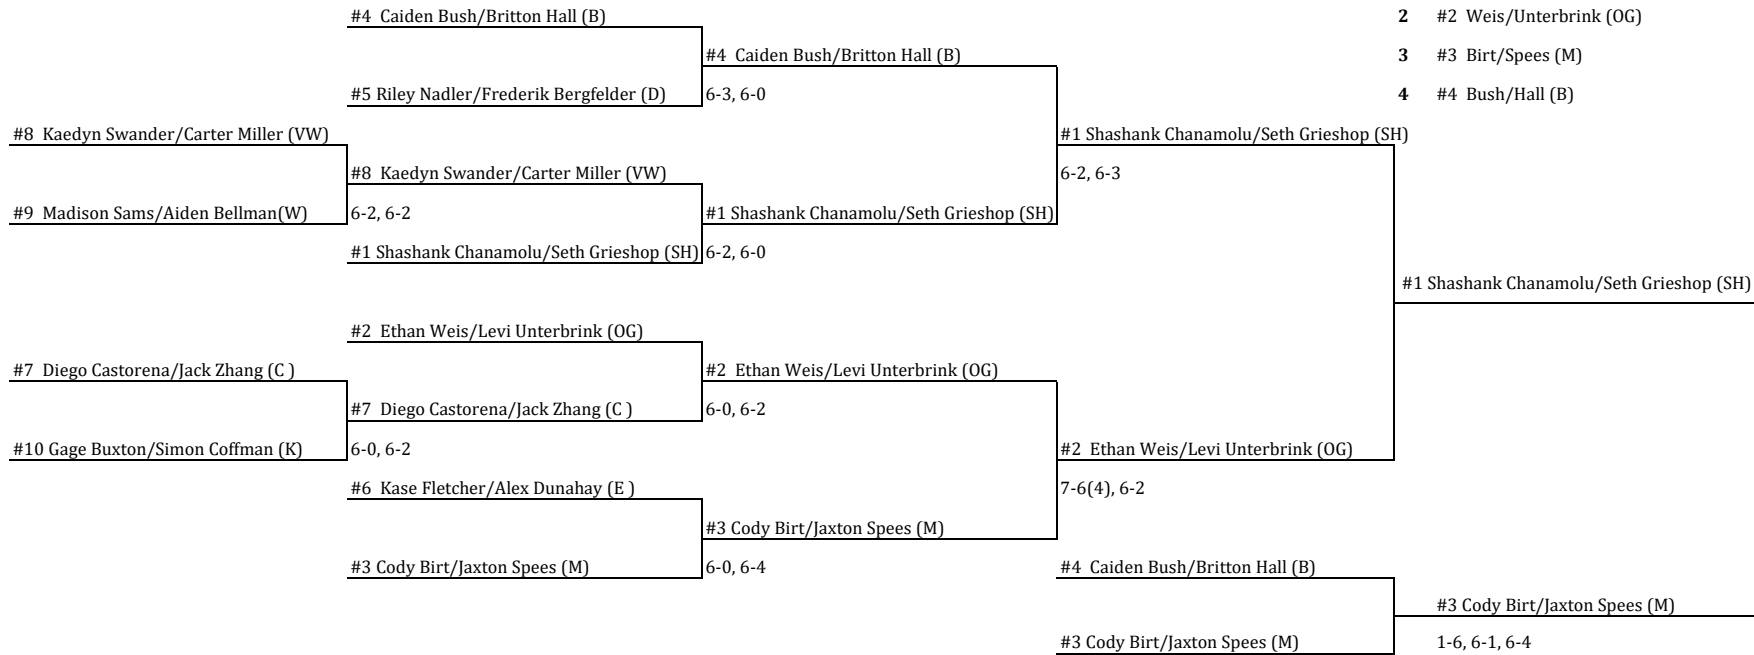 #4 Caiden Bush/Britton Hall (B)
2 #2 Weis/Unterbrink (OG)
#4 Caiden Bush/Britton Hall (B)
3 #3 Birt/Spees (M)
#5 Riley Nadler/Frederik Bergfelder (D)
6-3, 6-0
4 #4 Bush/Hall (B)
#8 Kaedyn Swander/Carter Miller (VW)
#1 Shashank Chanamolu/Seth Grieshop (SH)
#8 Kaedyn Swander/Carter Miller (VW)
6-2, 6-3
#9 Madison Sams/Aiden Bellman(W)
6-2, 6-2
#1 Shashank Chanamolu/Seth Grieshop (SH)
#1 Shashank Chanamolu/Seth Grieshop (SH)
6-2, 6-0
#1 Shashank Chanamolu/Seth Grieshop (SH)
#2 Ethan Weis/Levi Unterbrink (OG)
#7 Diego Castorena/Jack Zhang (C )
#2 Ethan Weis/Levi Unterbrink (OG)
#7 Diego Castorena/Jack Zhang (C )
6-0, 6-2
#10 Gage Buxton/Simon Coffman (K)
6-0, 6-2
#2 Ethan Weis/Levi Unterbrink (OG)
#6 Kase Fletcher/Alex Dunahay (E )
7-6(4), 6-2
#3 Cody Birt/Jaxton Spees (M)
#3 Cody Birt/Jaxton Spees (M)
6-0, 6-4
#4 Caiden Bush/Britton Hall (B)
#3 Cody Birt/Jaxton Spees (M)
#3 Cody Birt/Jaxton Spees (M)
1-6, 6-1, 6-4